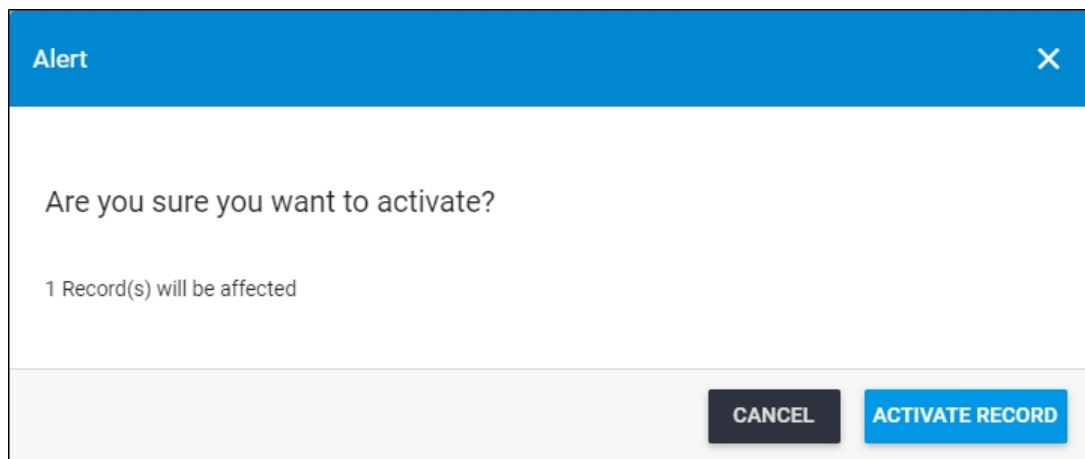 Alert
Are you sure you want to activate?
1 Record(s) will be affected
CANCEL
ACTIVATE RECORD